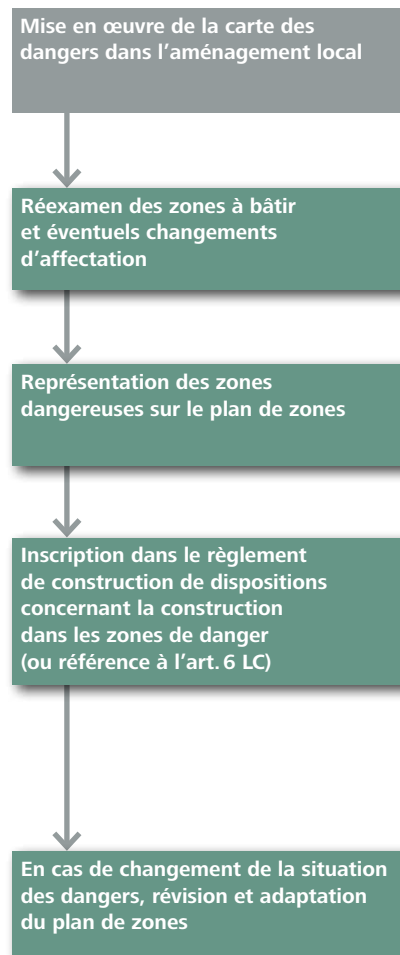 Mise en œuvre de la carte des
dangers dans l’aménagement local
Réexamen des zones à bâtir
et éventuels changements
d’affectation
Représentation des zones
dangereuses sur le plan de zones
Inscription dans le règlement
de construction de dispositions
concernant la construction
dans les zones de danger
(ou référence à l’art. 6 LC)
En cas de changement de la situation
des dangers, révision et adaptation
du plan de zones